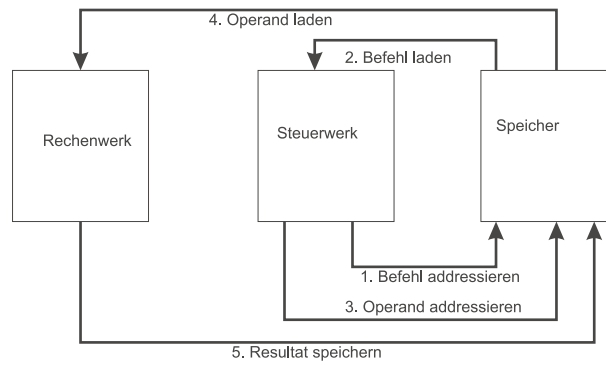 4. Operand laden
2. Befehl laden
Rechenwerk
Steuerwerk
Speicher
1. Befehl addressieren
3. Operand addressieren
5. Resultat speichern